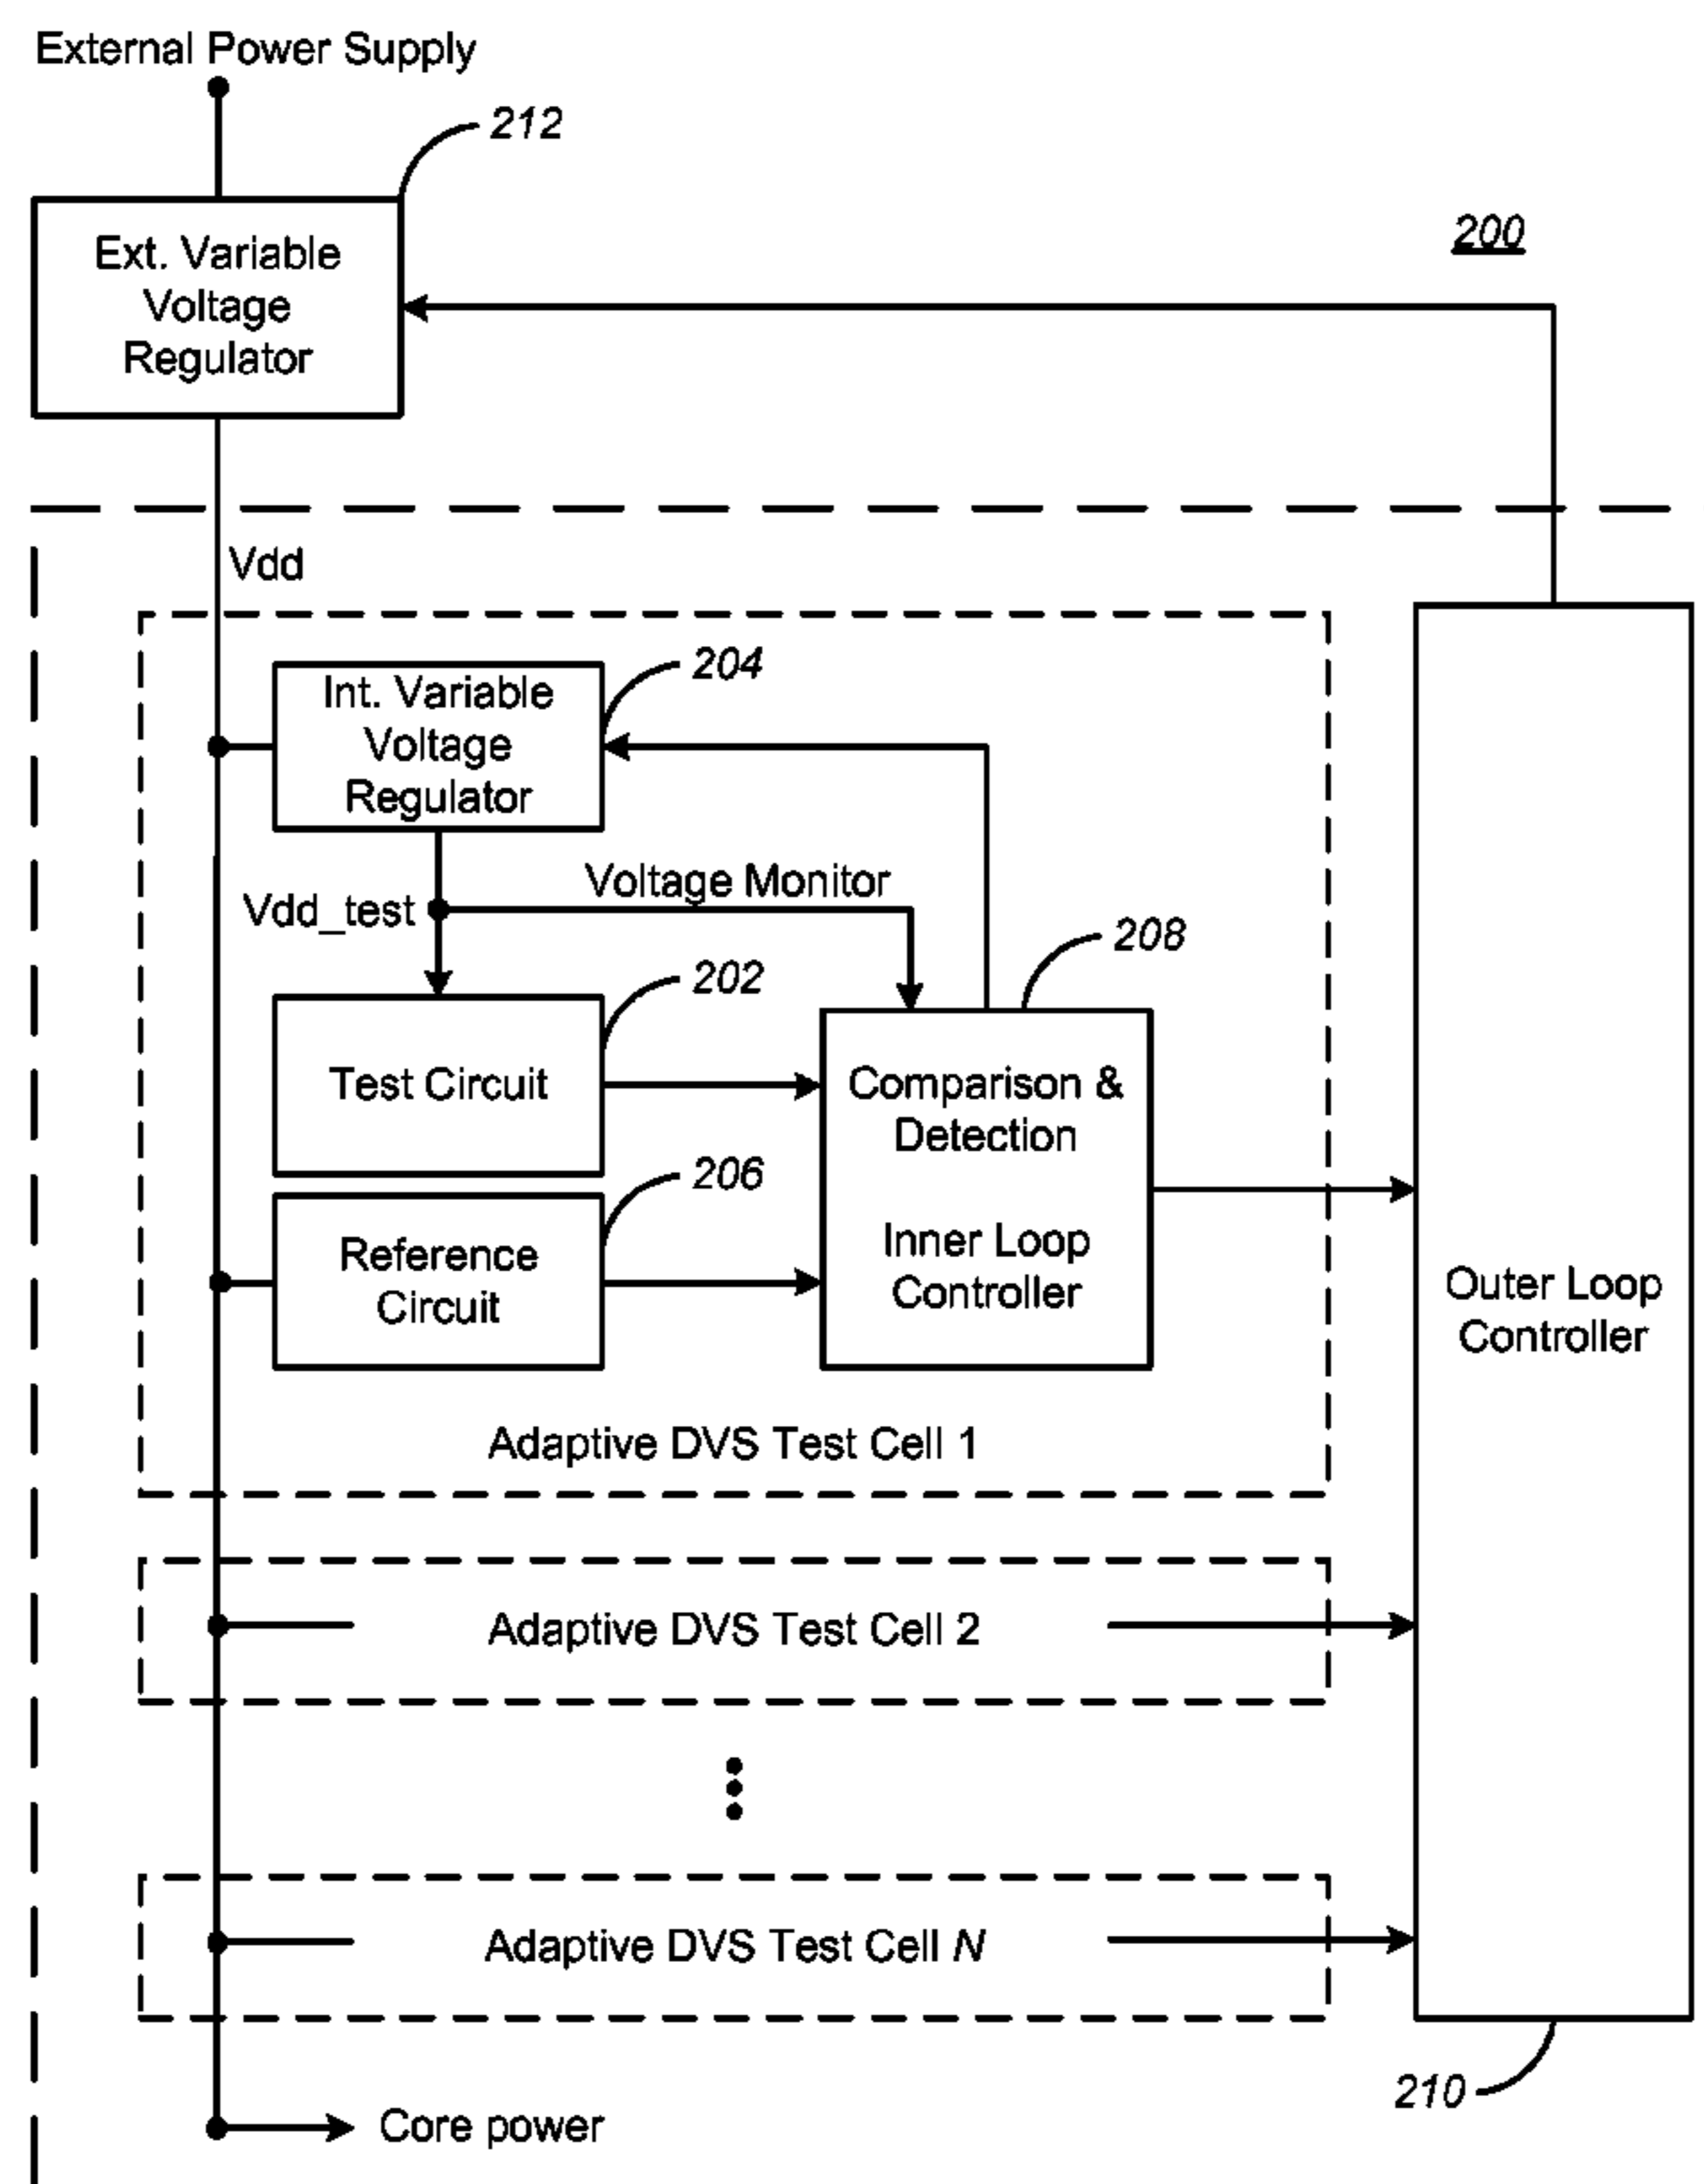 External Power Supply
212
Ext. Variable
Voltage
Regulator
200
Vdd
204
Int. Variable
Voltage
Regulator
Voltage Monitor
Vdd_test
208
202
Test Circuit
Comparison &
Detection
206
Reference
Circuit
Inner Loop
Controller
Outer Loop
Controller
Adaptive DVS Test Cell 1
Adaptive DVS Test Cell 2
Adaptive DVS Test Cell N
210
Core power